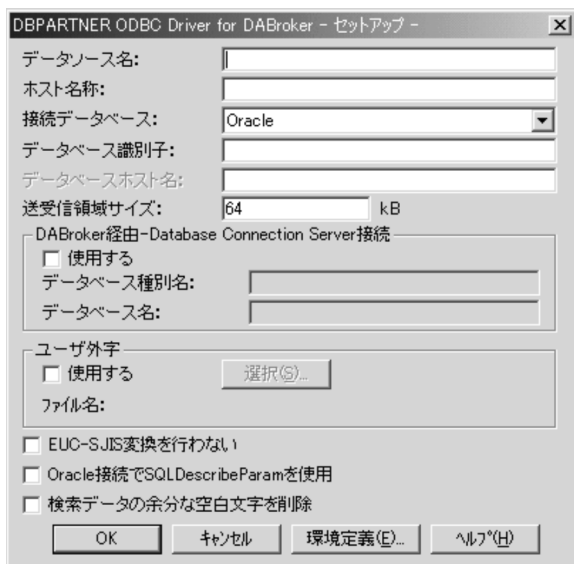 DBPARTNER ODBC Driver for DABroker - セットアップ -
データソース名:
ホスト名称:
接続データベース: Oracle
データベース識別子:
データベースホスト名:
送受信領域サイズ: 64 kB
DABroker経由-Database Connection Server接続
使用する
データベース種別名:
データベース名:
ユーザ外字
使用する 選択(S)...
ファイル名:
EUC-SJIS変換を行わない
Oracle接続でSQLDescribeParamを使用
検索データの余分な空白文字を削除
OK キャンセル 環境定義(E)... ヘルプ(H)